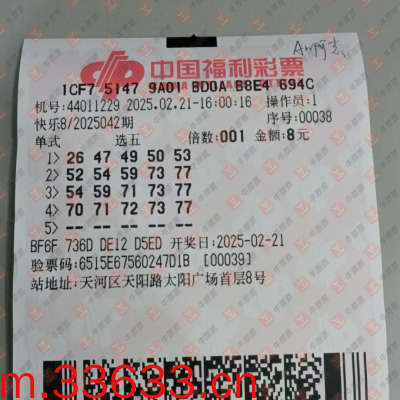 中国福利彩票
1CF7 5147 9A01 BD0A B8E4 694C
机号:44011229 2025.02.21-16:00:16 操作员:1
快乐8/2025042期 序号:00038
单式 选五 倍数:001 金额:8元
1> 26 47 49 50 53
2> 52 54 59 73 77
3> 54 59 71 73 77
4> 70 71 72 73 77
5> -- -- -- -- --
BF6F 736D DE12 D5ED 开奖日:2025-02-21
验票码:6515E67560247D1B [00039]
站地址:天河区天阳路太阳广场首层8号
m.33633.cn